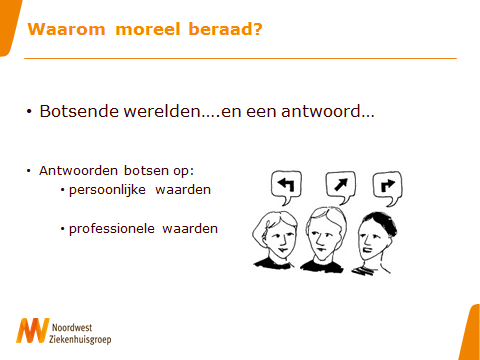 Waarom moreel beraad?
• Botsende werelden....en een antwoord...
• Antwoorden botsen op:
• persoonlijke waarden
• professionele waarden
Noordwest
Ziekenhuisgroep